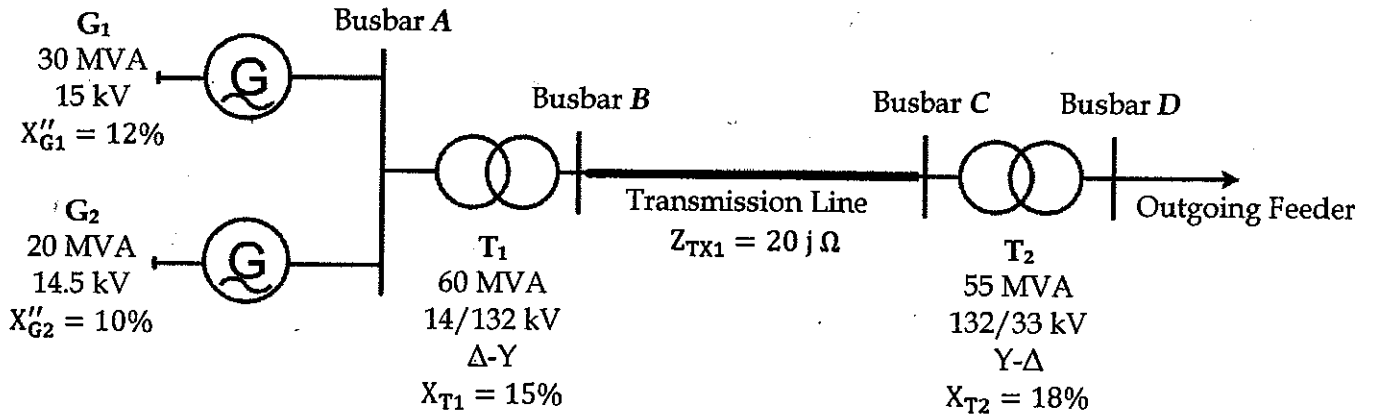 G₁
30 MVA
15 kV
X″G1 = 12%
G
Busbar A
G₂
20 MVA
14.5 kV
X″G2 = 10%
G
T₁
60 MVA
14/132 kV
Δ-Y
XT1 = 15%
Busbar B
Transmission Line
ZTX1 = 20 j Ω
Busbar C
T₂
55 MVA
132/33 kV
Y-Δ
XT2 = 18%
Busbar D
Outgoing Feeder